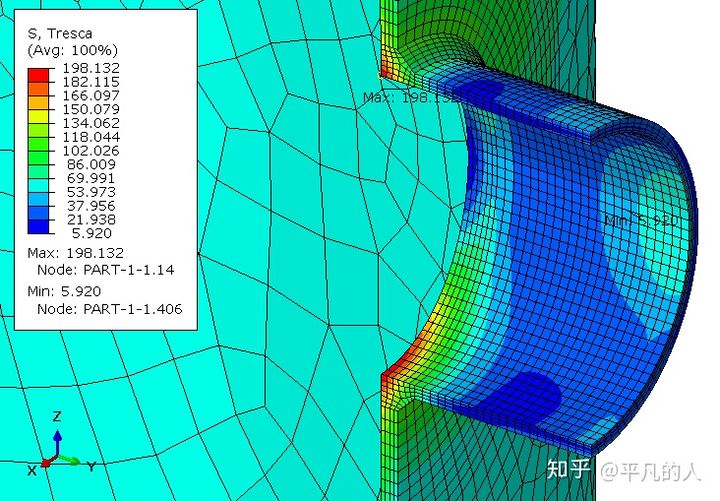 S, Tresca
(Avg: 100%)
198.132
182.115
166.097
150.079
134.062
118.044
102.026
86.009
69.991
53.973
37.956
21.938
5.920
Max: 198.132
Node: PART-1-1.14
Min: 5.920
Node: PART-1-1.406
Max: 198.132
Min: 5.920
Z
X
Y
知乎 @平凡的人